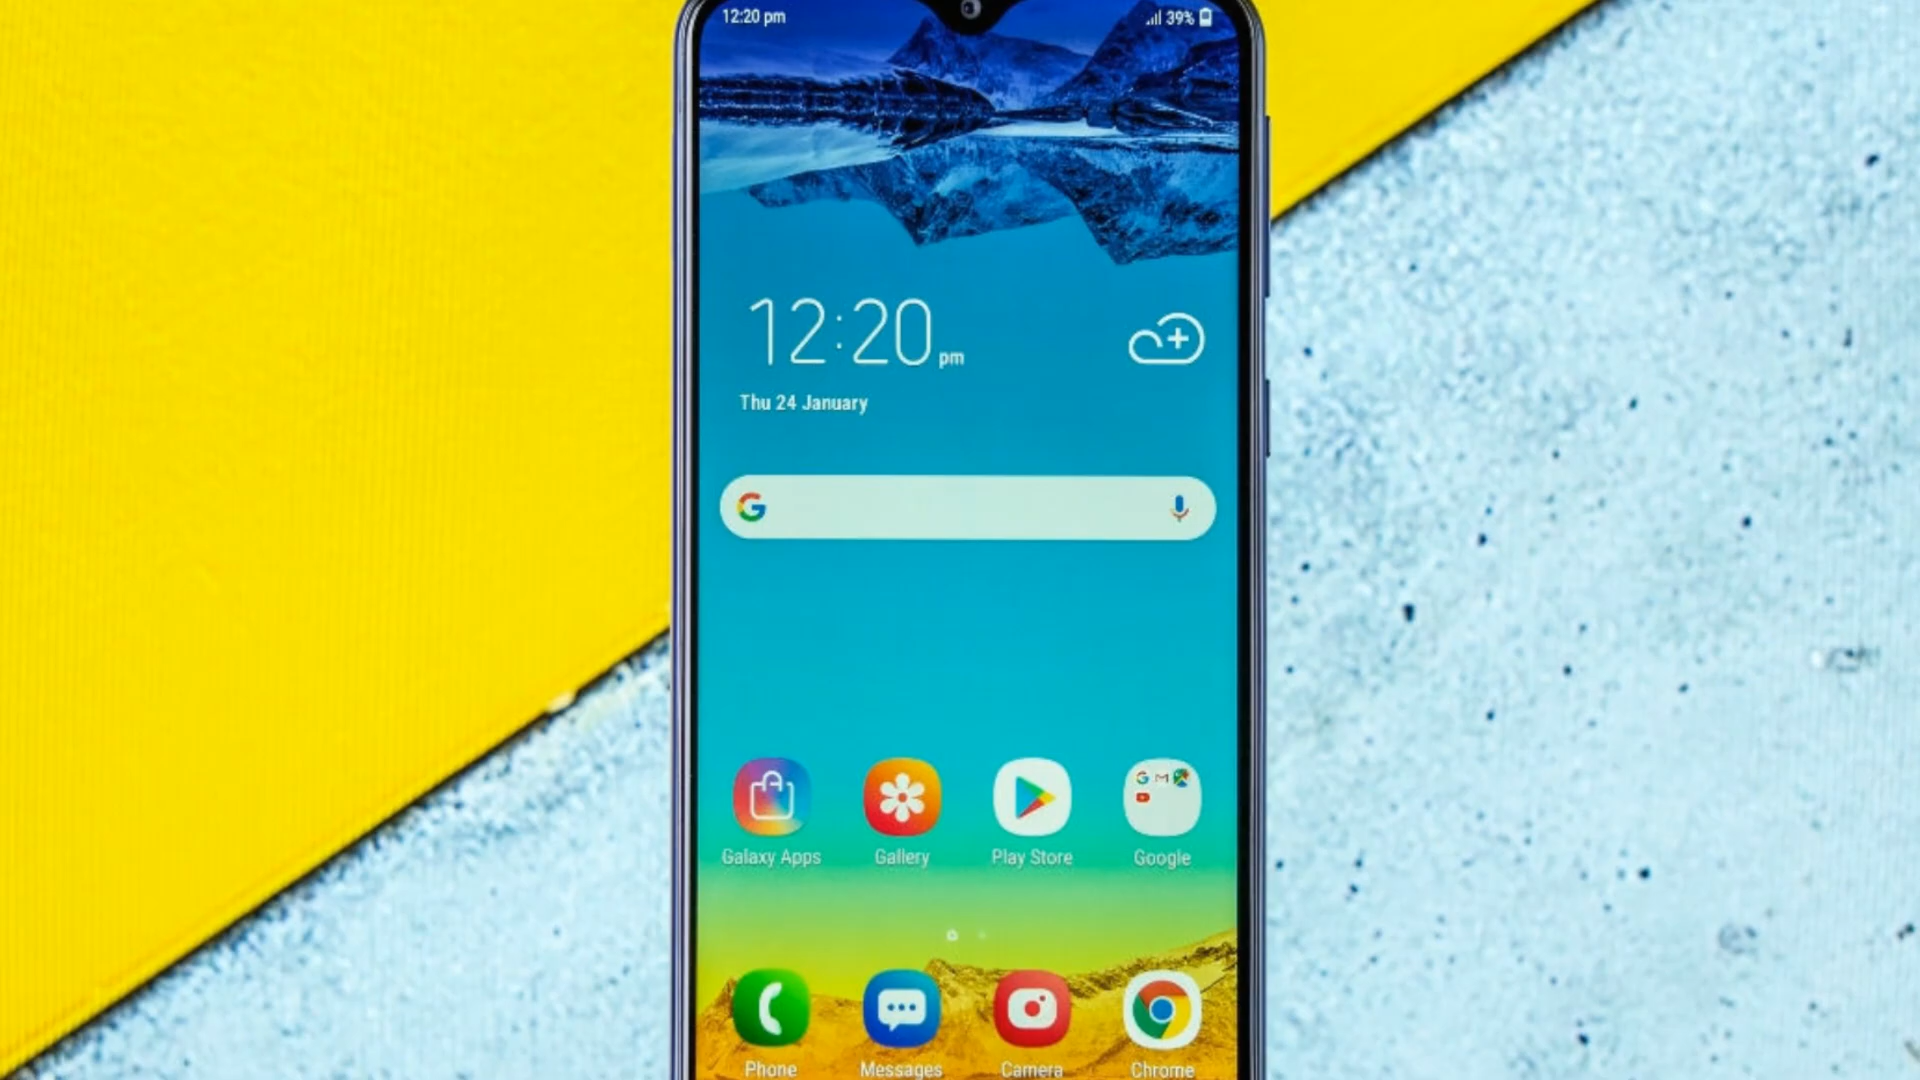 12:20 pm 39%
12:20 pm
Thu 24 January
Galaxy Apps Gallery Play Store Google
Phone Messages Camera Chrome